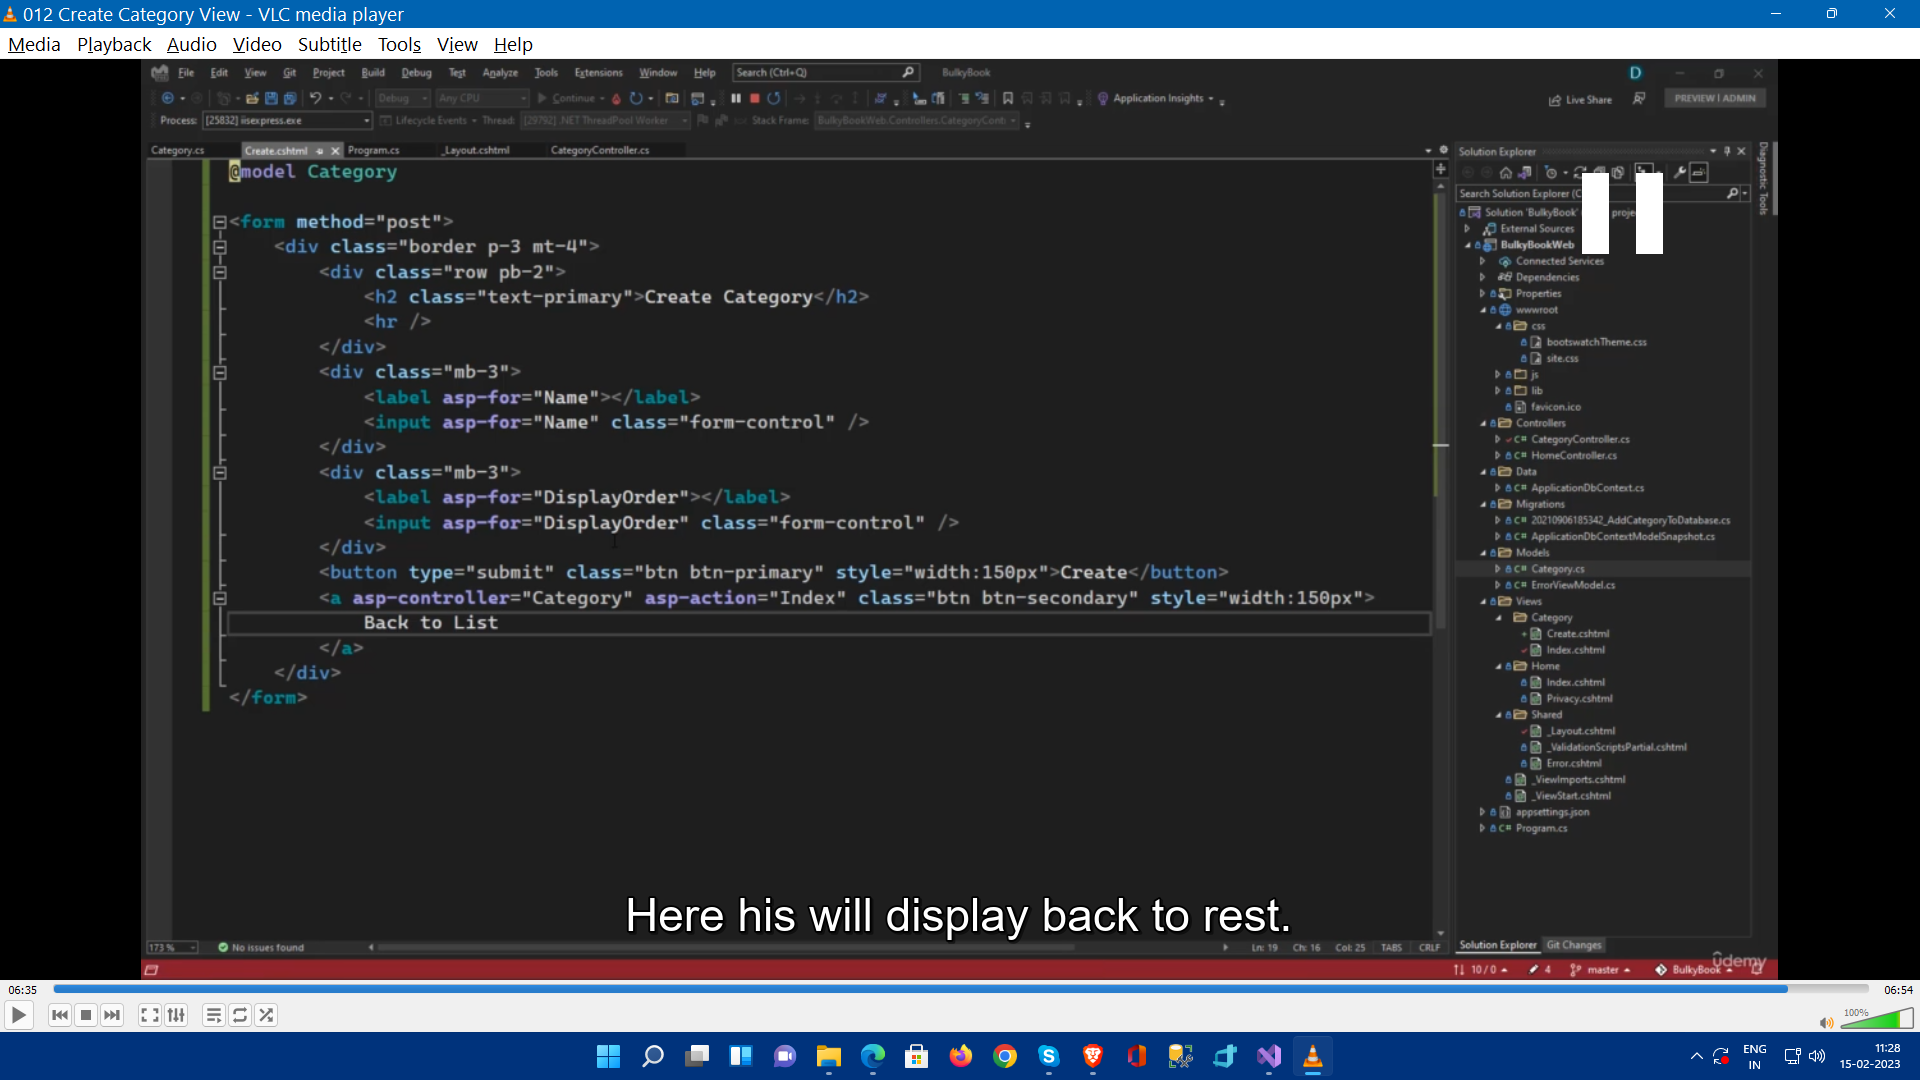 012 Create Category View - VLC media player
Media Playback Audio Video Subtitle Tools View Help
File Edit View Git Project Build Debug Test Analyze Tools Extensions Window Help Search (Ctrl+Q) BulkyBook D
Debug Any CPU Continue Application Insights Live Share PREVIEW | ADMIN
Process: [25832] iisexpress.exe Lifecycle Events Thread: [29792] .NET ThreadPool Worker Stack Frame: BulkyBookWeb.Controllers.CategoryContr
Category.cs Create.cshtml Program.cs _Layout.cshtml CategoryController.cs
@model Category
<form method="post">
<div class="border p-3 mt-4">
<div class="row pb-2">
<h2 class="text-primary">Create Category</h2>
<hr />
</div>
<div class="mb-3">
<label asp-for="Name"></label>
<input asp-for="Name" class="form-control" />
</div>
<div class="mb-3">
<label asp-for="DisplayOrder"></label>
<input asp-for="DisplayOrder" class="form-control" />
</div>
<button type="submit" class="btn btn-primary" style="width:150px">Create</button>
<a asp-controller="Category" asp-action="Index" class="btn btn-secondary" style="width:150px">
Back to List
</a>
</div>
</form>
Solution Explorer
Search Solution Explorer (C
Solution 'BulkyBook' proje
External Sources
BulkyBookWeb
Connected Services
Dependencies
Properties
wwwroot
css
bootswatchTheme.css
site.css
js
lib
favicon.ico
Controllers
C# CategoryController.cs
C# HomeController.cs
Data
C# ApplicationDbContext.cs
Migrations
C# 20210906185342_AddCategoryToDatabase.cs
C# ApplicationDbContextModelSnapshot.cs
Models
C# Category.cs
C# ErrorViewModel.cs
Views
Category
Create.cshtml
Index.cshtml
Home
Index.cshtml
Privacy.cshtml
Shared
_Layout.cshtml
_ValidationScriptsPartial.cshtml
Error.cshtml
_ViewImports.cshtml
_ViewStart.cshtml
appsettings.json
C# Program.cs
Diagnostic Tools
Here his will display back to rest.
173 % No issues found Ln: 19 Ch: 16 Col: 25 TABS CRLF
Solution Explorer Git Changes
udemy
10 / 0 4 master BulkyBook
06:35 06:54
100%
ENG
IN
11:28
15-02-2023